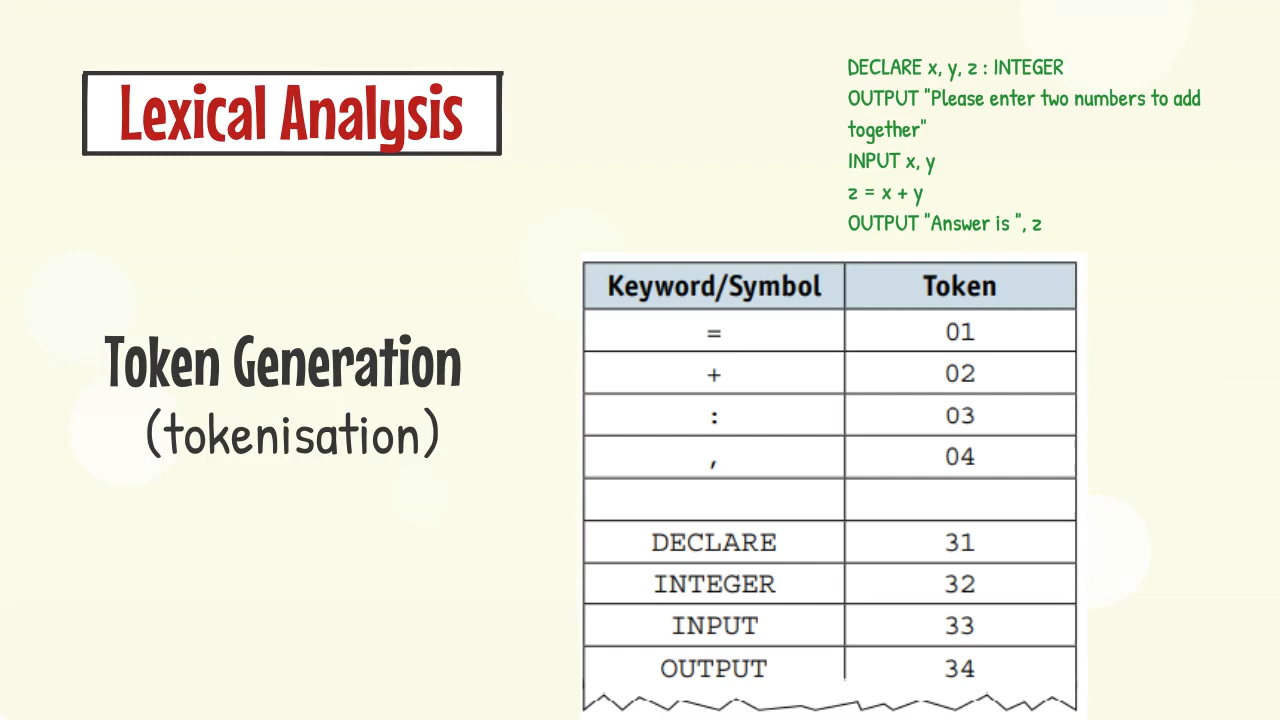 Lexical Analysis
DECLARE x, y, z : INTEGER
OUTPUT "Please enter two numbers to add
together"
INPUT x, y
z = x + y
OUTPUT "Answer is ", z
Token Generation
(tokenisation)
Keyword/Symbol Token
= 01
+ 02
: 03
, 04
DECLARE 31
INTEGER 32
INPUT 33
OUTPUT 34